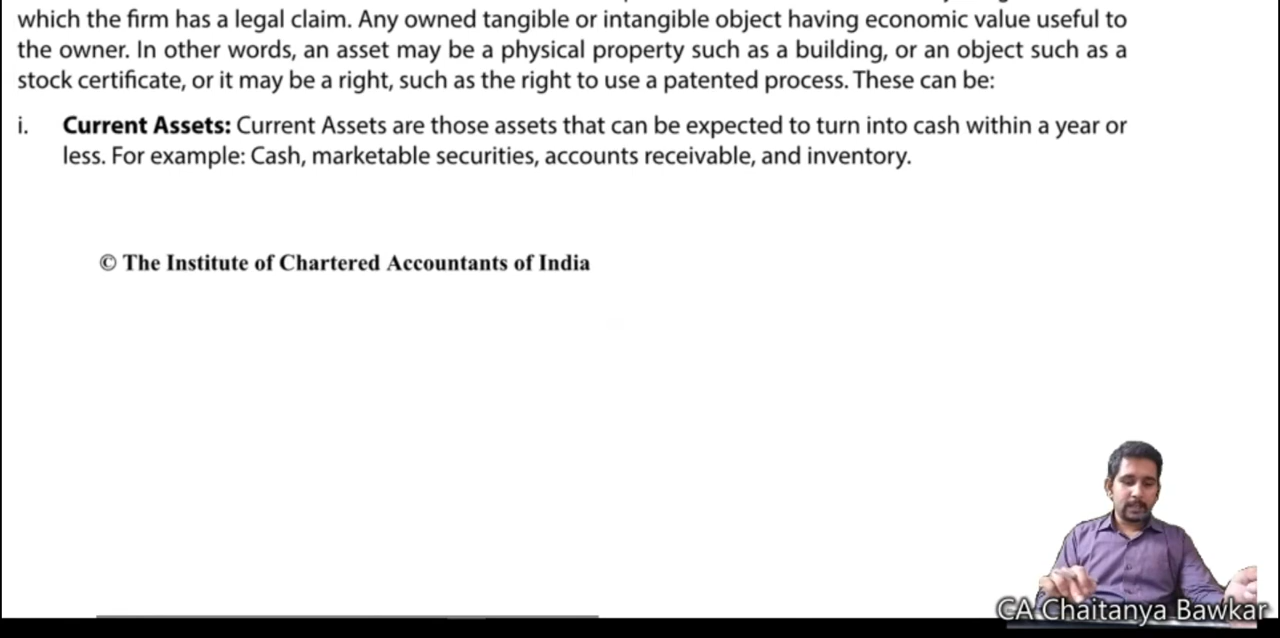 which the firm has a legal claim. Any owned tangible or intangible object having economic value useful to
the owner. In other words, an asset may be a physical property such as a building, or an object such as a
stock certificate, or it may be a right, such as the right to use a patented process. These can be:
i. Current Assets: Current Assets are those assets that can be expected to turn into cash within a year or
less. For example: Cash, marketable securities, accounts receivable, and inventory.
© The Institute of Chartered Accountants of India
CA Chaitanya Bawkar